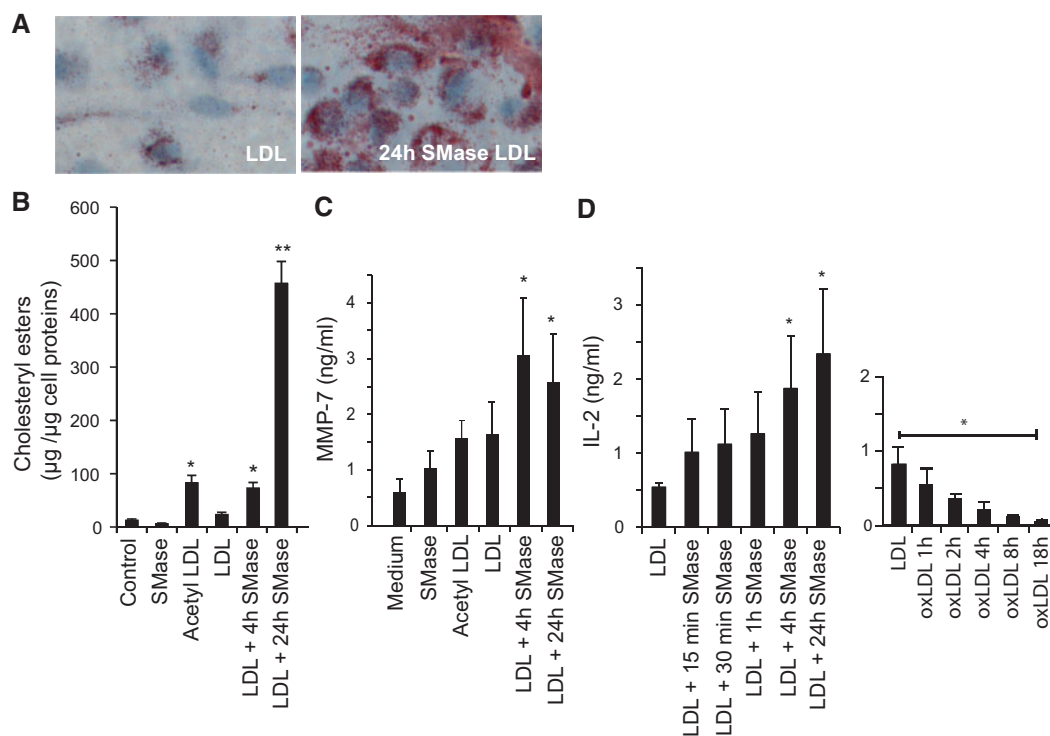 A
LDL
24h SMase LDL
B
Cholesteryl esters
(µg /µg cell proteins)
600
500
400
300
200
100
0
*
*
**
Control
SMase
Acetyl LDL
LDL
LDL + 4h SMase
LDL + 24h SMase
C
MMP-7 (ng/ml)
4
3
2
1
0
*
*
Medium
SMase
Acetyl LDL
LDL
LDL + 4h SMase
LDL + 24h SMase
D
IL-2 (ng/ml)
3
2
1
0
*
*
LDL
LDL + 15 min SMase
LDL + 30 min SMase
LDL + 1h SMase
LDL + 4h SMase
LDL + 24h SMase
2
1
0
*
LDL
oxLDL 1h
oxLDL 2h
oxLDL 4h
oxLDL 8h
oxLDL 18h